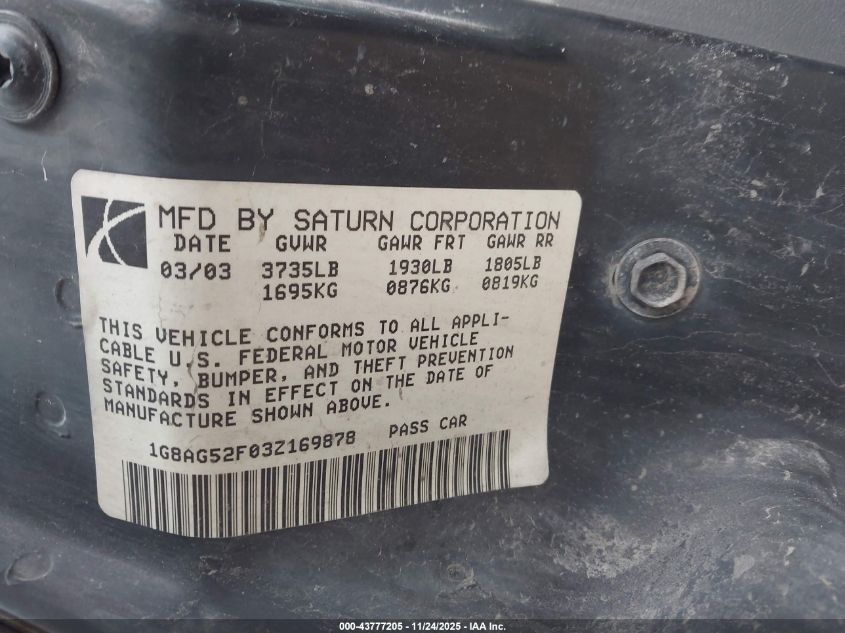 MFD BY SATURN CORPORATION
DATE GVWR GAWR FRT GAWR RR
03/03 3735LB 1930LB 1805LB
1695KG 0876KG 0819KG
THIS VEHICLE CONFORMS TO ALL APPLI-
CABLE U.S. FEDERAL MOTOR VEHICLE
SAFETY, BUMPER, AND THEFT PREVENTION
STANDARDS IN EFFECT ON THE DATE OF
MANUFACTURE SHOWN ABOVE.
1G8AG52F03Z169878 PASS CAR
000-43777205 - 11/24/2025 - IAA Inc.